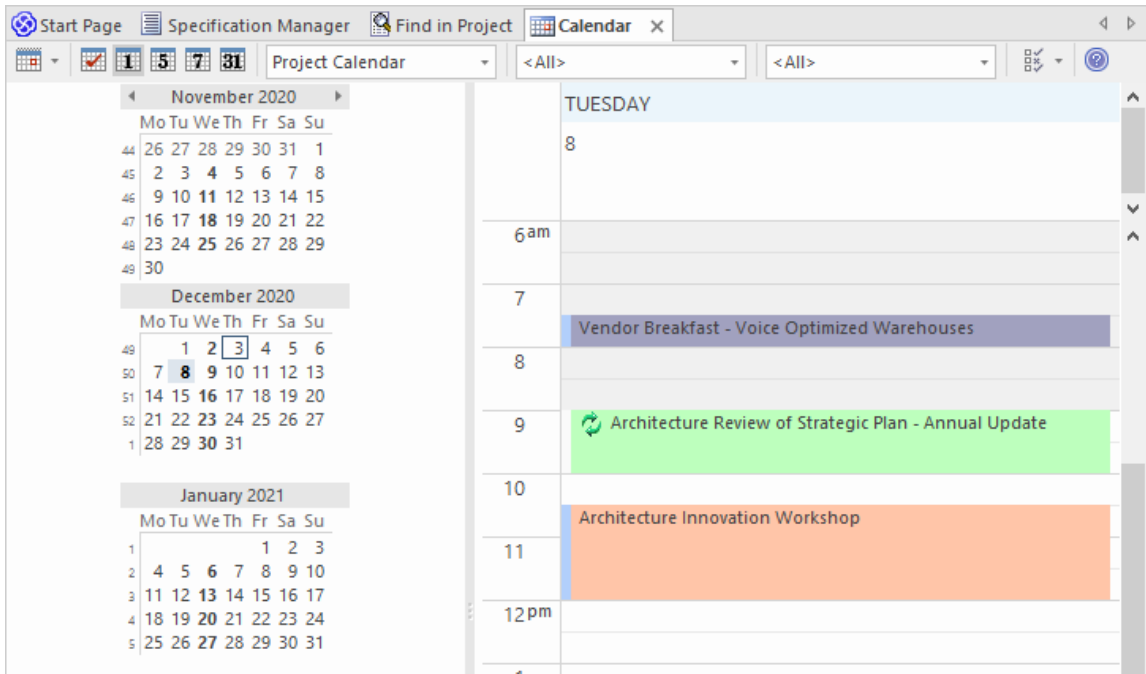 Start Page Specification Manager Find in Project Calendar
1 5 7 31 Project Calendar <All> <All>
November 2020
Mo Tu We Th Fr Sa Su
44 26 27 28 29 30 31 1
45 2 3 4 5 6 7 8
46 9 10 11 12 13 14 15
47 16 17 18 19 20 21 22
48 23 24 25 26 27 28 29
49 30
December 2020
Mo Tu We Th Fr Sa Su
49 1 2 3 4 5 6
50 7 8 9 10 11 12 13
51 14 15 16 17 18 19 20
52 21 22 23 24 25 26 27
1 28 29 30 31
January 2021
Mo Tu We Th Fr Sa Su
1 1 2 3
2 4 5 6 7 8 9 10
3 11 12 13 14 15 16 17
4 18 19 20 21 22 23 24
5 25 26 27 28 29 30 31
TUESDAY
8
6 am
7
Vendor Breakfast - Voice Optimized Warehouses
8
9 Architecture Review of Strategic Plan - Annual Update
10
Architecture Innovation Workshop
11
12 pm